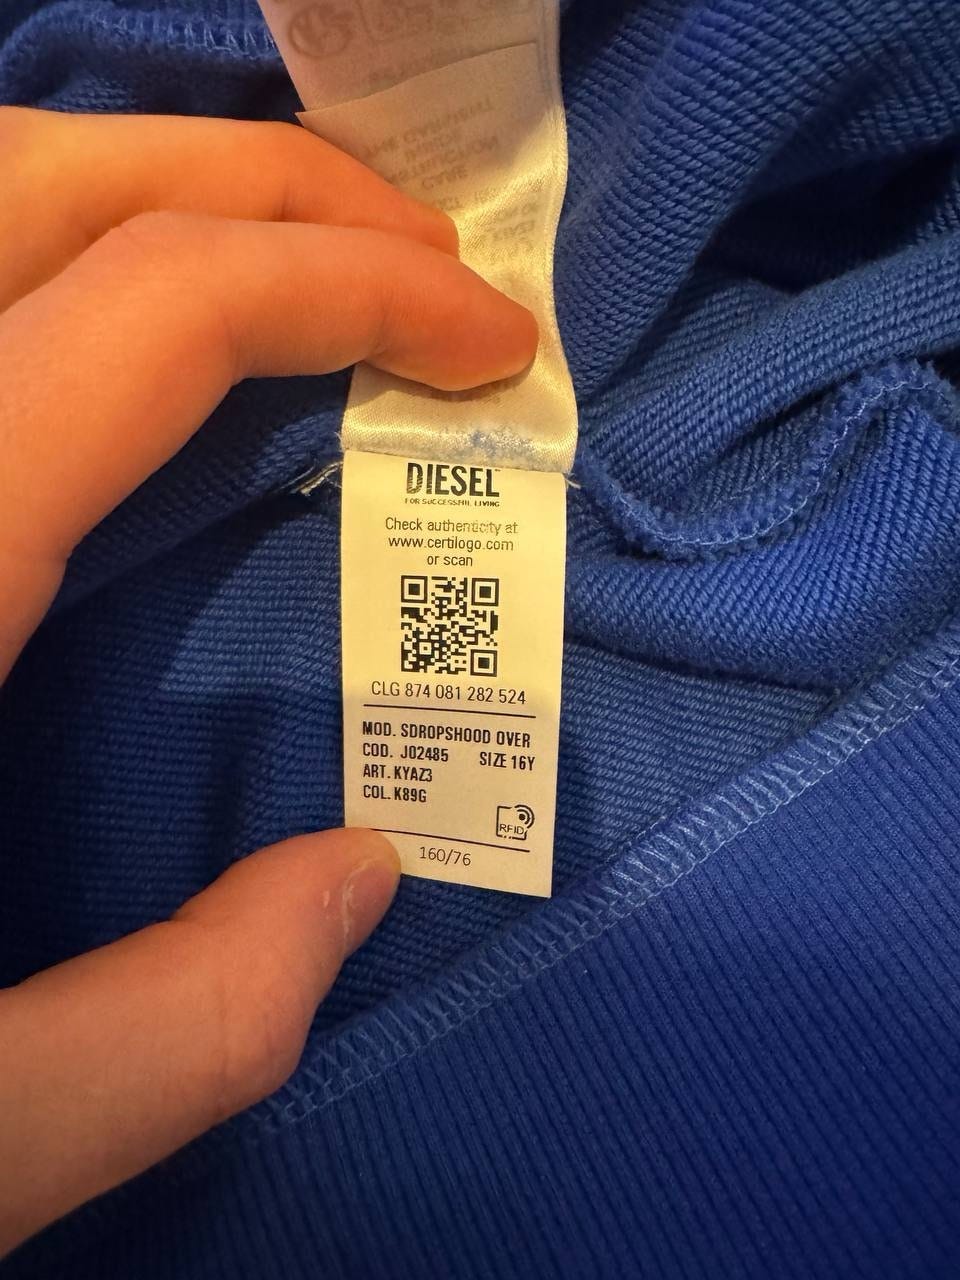 DIESEL
FOR SUCCESSFUL LIVING
Check authenticity at
www.certilogo.com
or scan
CLG 874 081 282 524
MOD. SDROPSHOOD OVER
COD. J02485 SIZE 16Y
ART. KYAZ3
COL. K89G
RFID
160/76